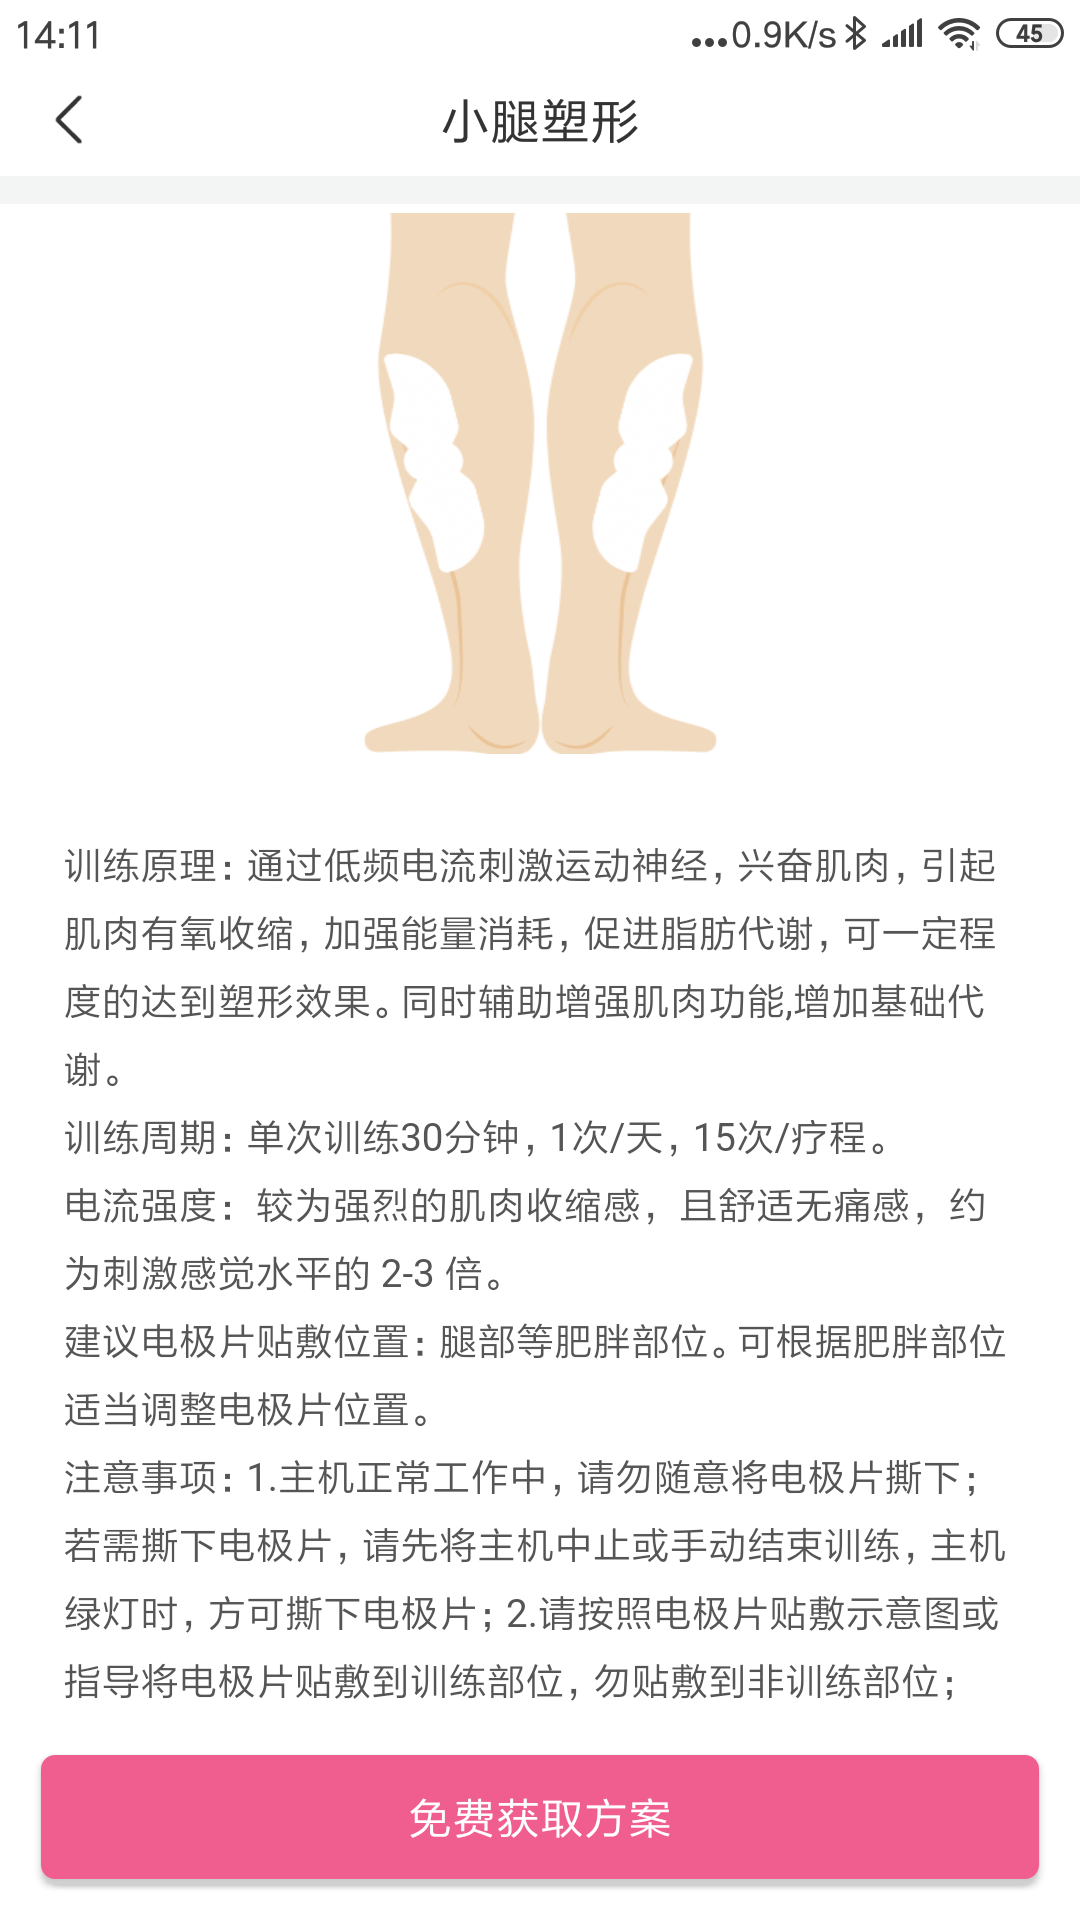 14:11
...0.9K/s 45
小腿塑形
训练原理：通过低频电流刺激运动神经，兴奋肌肉，引起
肌肉有氧收缩，加强能量消耗，促进脂肪代谢，可一定程
度的达到塑形效果。同时辅助增强肌肉功能,增加基础代
谢。
训练周期：单次训练30分钟，1次/天，15次/疗程。
电流强度：较为强烈的肌肉收缩感，且舒适无痛感，约
为刺激感觉水平的 2-3 倍。
建议电极片贴敷位置：腿部等肥胖部位。可根据肥胖部位
适当调整电极片位置。
注意事项：1.主机正常工作中，请勿随意将电极片撕下；
若需撕下电极片，请先将主机中止或手动结束训练，主机
绿灯时，方可撕下电极片；2.请按照电极片贴敷示意图或
指导将电极片贴敷到训练部位，勿贴敷到非训练部位；
免费获取方案